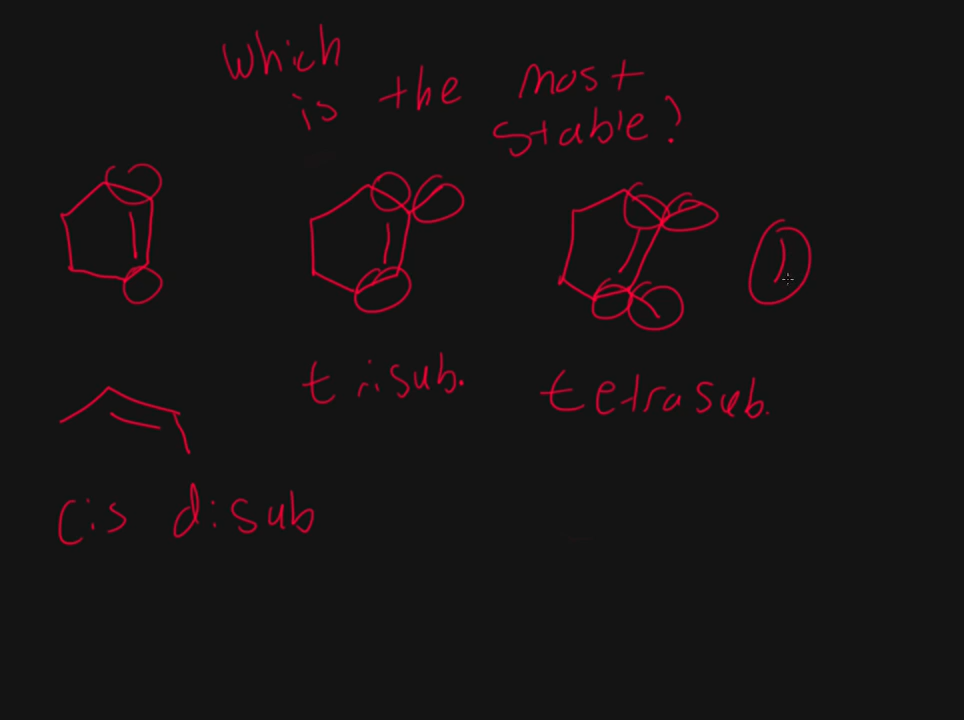 Which
is the most
stable?
trisub.
tetrasub.
cis disub